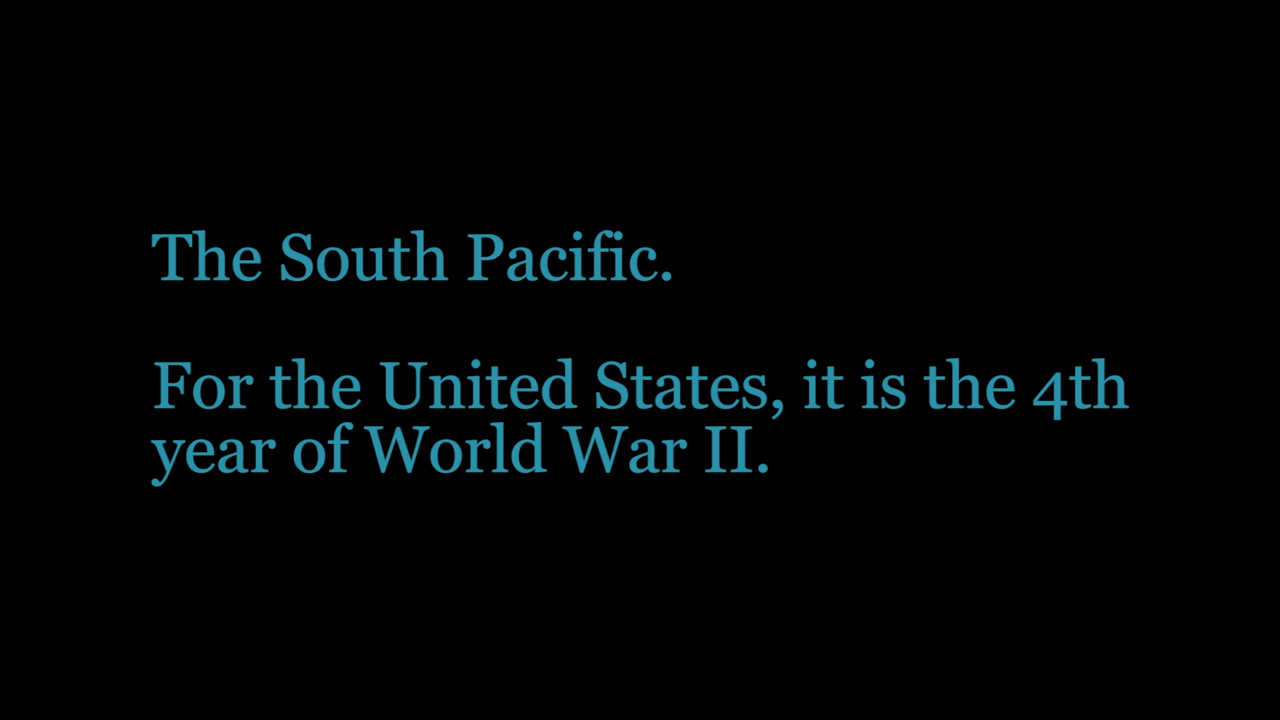 The South Pacific.
For the United States, it is the 4th
year of World War II.